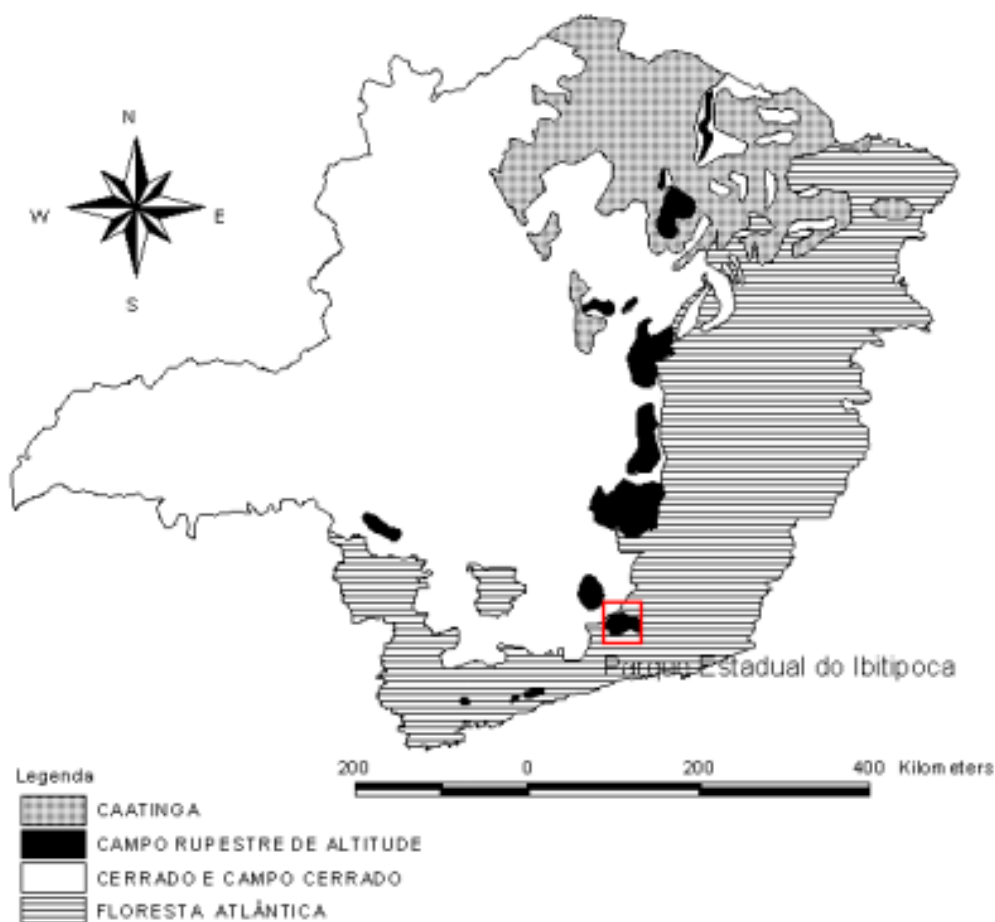 N
W E
S
Parque Estadual do Ibitipoca
Legenda
200 0 200 400 Kilometers
CAATINGA
CAMPO RUPESTRE DE ALTITUDE
CERRADO E CAMPO CERRADO
FLORESTA ATLÂNTICA